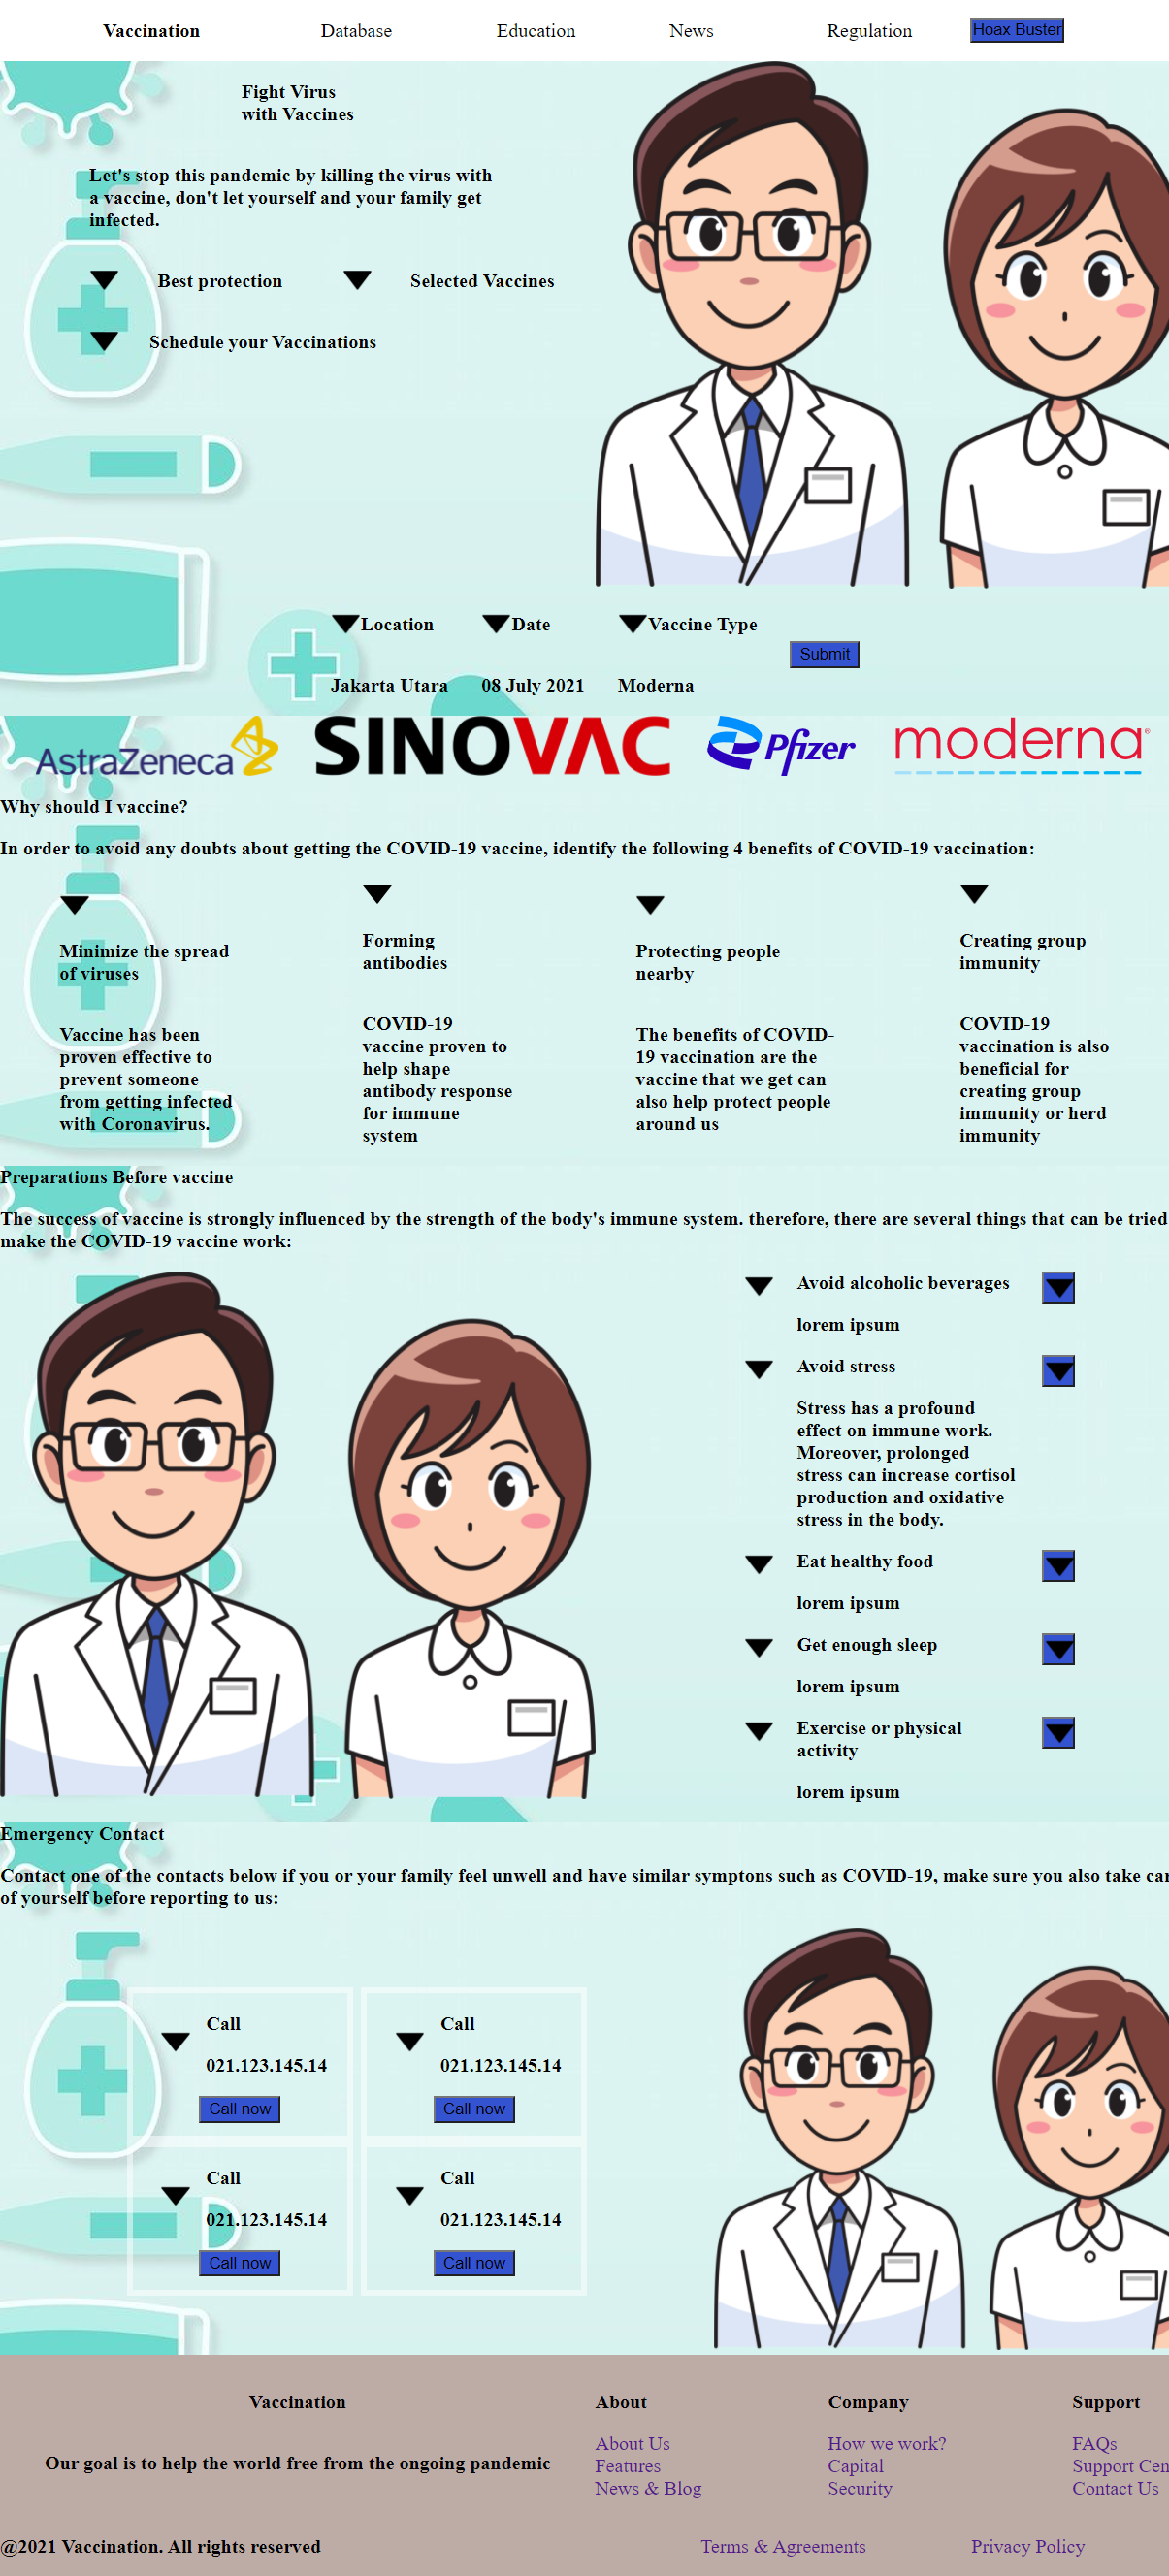 Vaccination Database Education News Regulation Hoax Buster
Fight Virus
with Vaccines
Let's stop this pandemic by killing the virus with
a vaccine, don't let yourself and your family get
infected.
Best protection Selected Vaccines
Schedule your Vaccinations
Location Date Vaccine Type
Submit
Jakarta Utara 08 July 2021 Moderna
AstraZeneca SINOVAC Pfizer moderna
Why should I vaccine?
In order to avoid any doubts about getting the COVID-19 vaccine, identify the following 4 benefits of COVID-19 vaccination:
Minimize the spread
of viruses
Vaccine has been
proven effective to
prevent someone
from getting infected
with Coronavirus.
Forming
antibodies
COVID-19
vaccine proven to
help shape
antibody response
for immune
system
Protecting people
nearby
The benefits of COVID-
19 vaccination are the
vaccine that we get can
also help protect people
around us
Creating group
immunity
COVID-19
vaccination is also
beneficial for
creating group
immunity or herd
immunity
Preparations Before vaccine
The success of vaccine is strongly influenced by the strength of the body's immune system. therefore, there are several things that can be tried
make the COVID-19 vaccine work:
Avoid alcoholic beverages
lorem ipsum
Avoid stress
Stress has a profound
effect on immune work.
Moreover, prolonged
stress can increase cortisol
production and oxidative
stress in the body.
Eat healthy food
lorem ipsum
Get enough sleep
lorem ipsum
Exercise or physical
activity
lorem ipsum
Emergency Contact
Contact one of the contacts below if you or your family feel unwell and have similar symptons such as COVID-19, make sure you also take car
of yourself before reporting to us:
Call
021.123.145.14
Call now
Call
021.123.145.14
Call now
Call
021.123.145.14
Call now
Call
021.123.145.14
Call now
Vaccination
Our goal is to help the world free from the ongoing pandemic
About
About Us
Features
News & Blog
Company
How we work?
Capital
Security
Support
FAQs
Support Cen
Contact Us
@2021 Vaccination. All rights reserved Terms & Agreements Privacy Policy